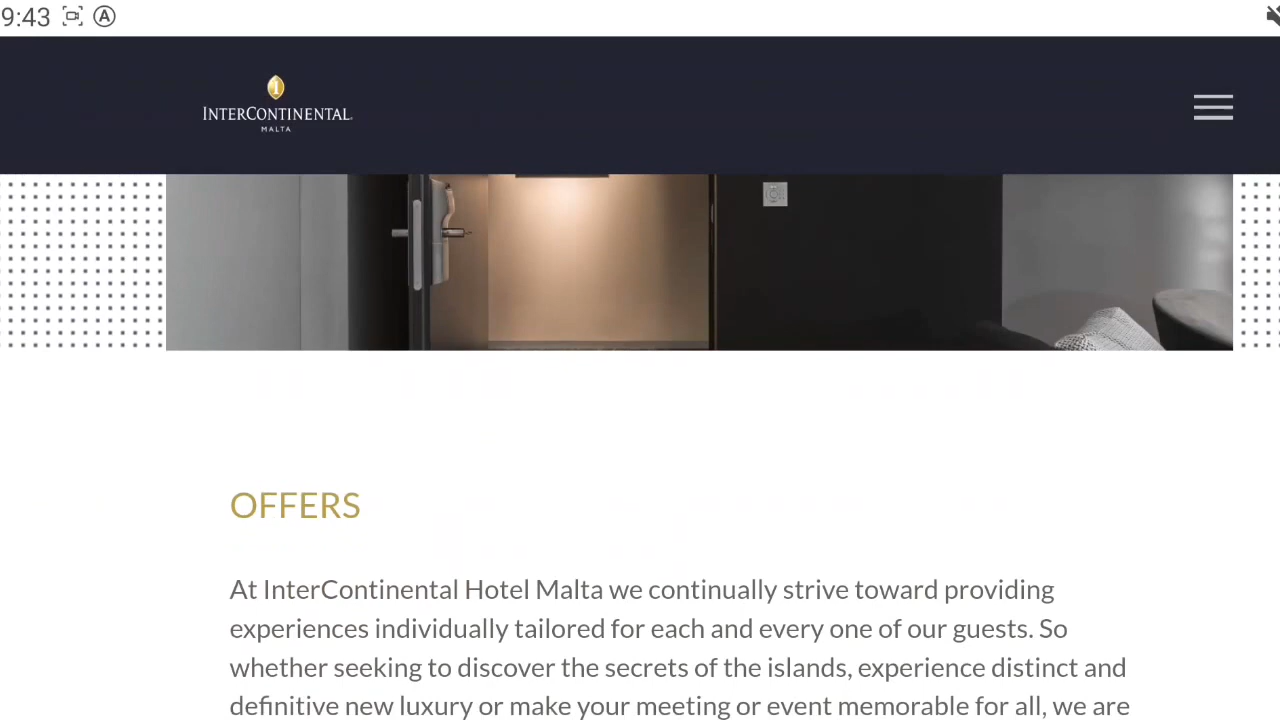 9:43 A
INTERCONTINENTAL
MALTA
OFFERS
At InterContinental Hotel Malta we continually strive toward providing
experiences individually tailored for each and every one of our guests. So
whether seeking to discover the secrets of the islands, experience distinct and
definitive new luxury or make your meeting or event memorable for all, we are